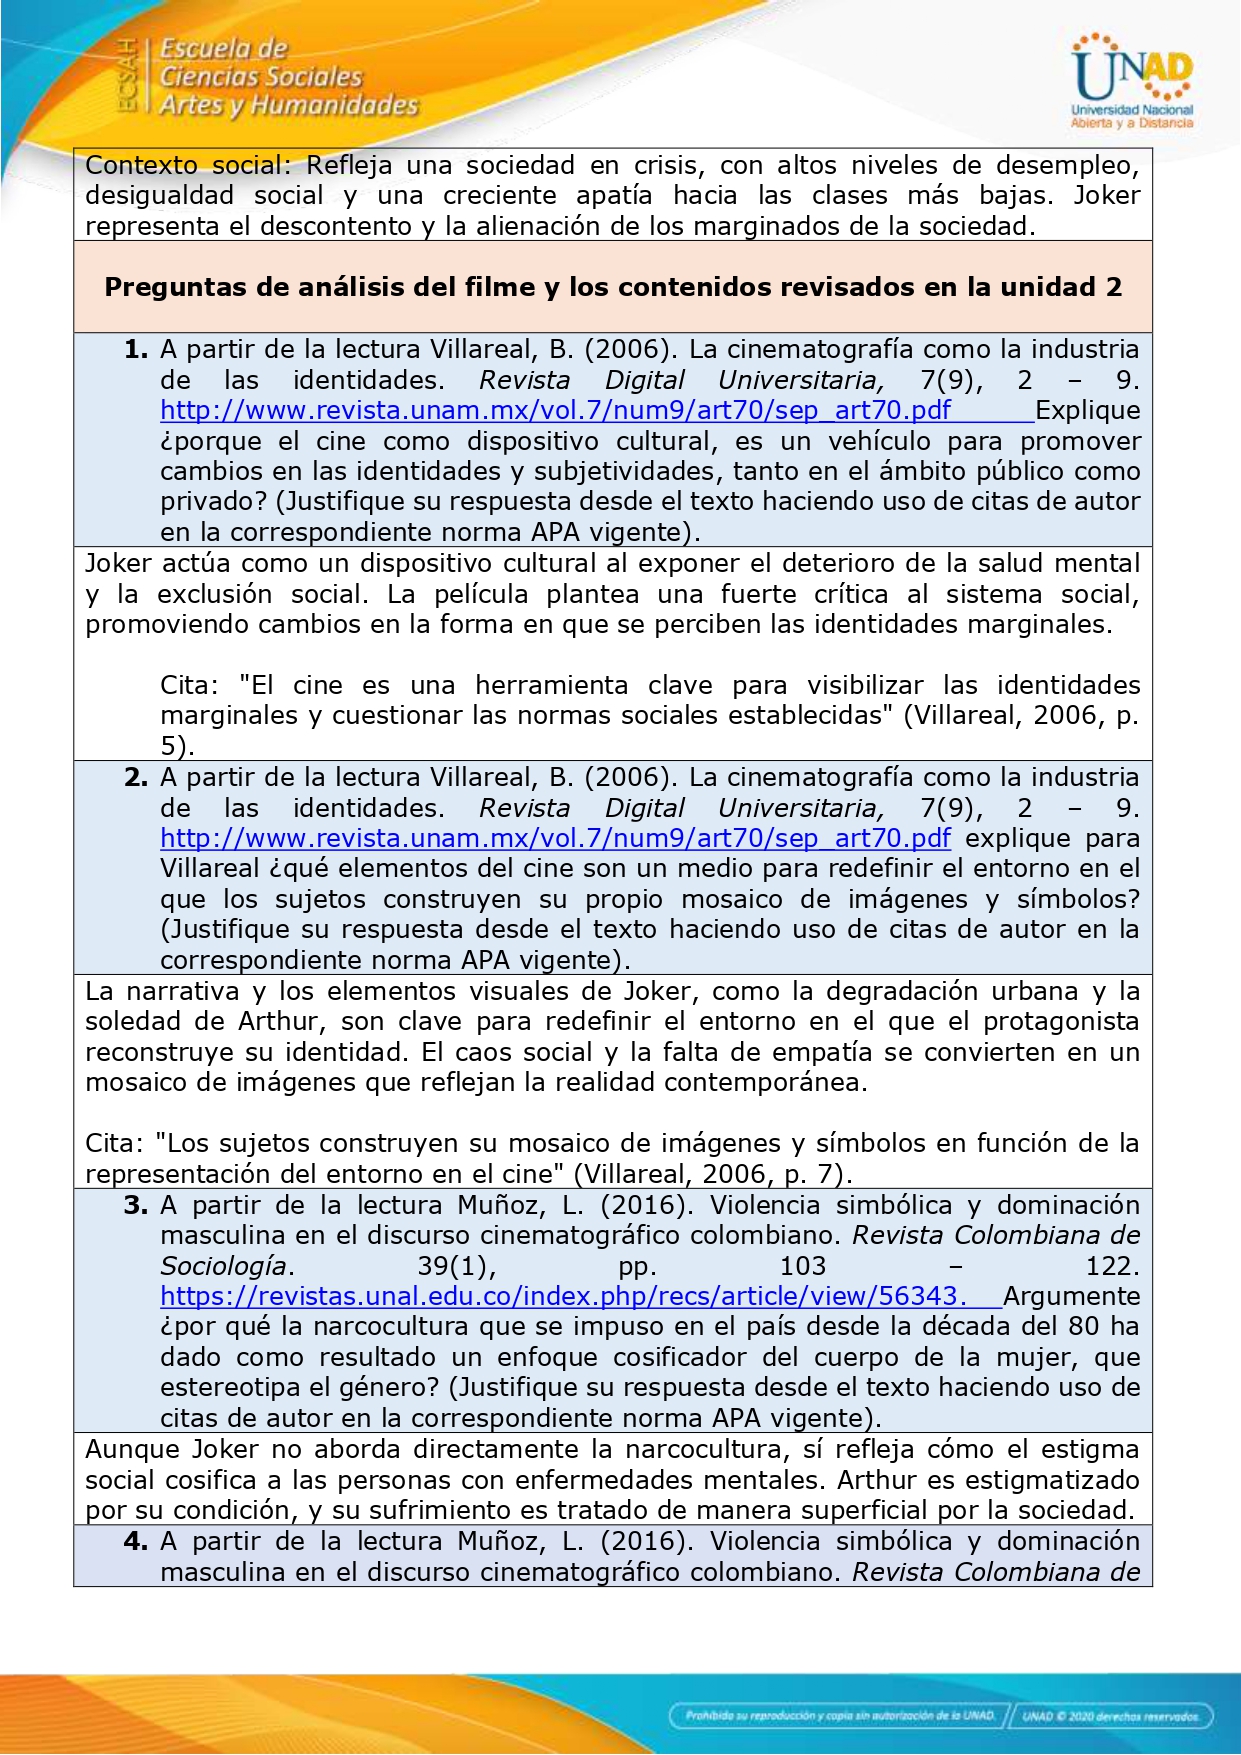 ECSAH
Escuela de
Ciencias Sociales
Artes y Humanidades
UNAD
Universidad Nacional
Abierta y a Distancia
Contexto social: Refleja una sociedad en crisis, con altos niveles de desempleo,
desigualdad social y una creciente apatía hacia las clases más bajas. Joker
representa el descontento y la alienación de los marginados de la sociedad.
Preguntas de análisis del filme y los contenidos revisados en la unidad 2
1. A partir de la lectura Villareal, B. (2006). La cinematografía como la industria
de las identidades. Revista Digital Universitaria, 7(9), 2 – 9.
http://www.revista.unam.mx/vol.7/num9/art70/sep_art70.pdf Explique
¿porque el cine como dispositivo cultural, es un vehículo para promover
cambios en las identidades y subjetividades, tanto en el ámbito público como
privado? (Justifique su respuesta desde el texto haciendo uso de citas de autor
en la correspondiente norma APA vigente).
Joker actúa como un dispositivo cultural al exponer el deterioro de la salud mental
y la exclusión social. La película plantea una fuerte crítica al sistema social,
promoviendo cambios en la forma en que se perciben las identidades marginales.
Cita: "El cine es una herramienta clave para visibilizar las identidades
marginales y cuestionar las normas sociales establecidas" (Villareal, 2006, p.
5).
2. A partir de la lectura Villareal, B. (2006). La cinematografía como la industria
de las identidades. Revista Digital Universitaria, 7(9), 2 – 9.
http://www.revista.unam.mx/vol.7/num9/art70/sep_art70.pdf explique para
Villareal ¿qué elementos del cine son un medio para redefinir el entorno en el
que los sujetos construyen su propio mosaico de imágenes y símbolos?
(Justifique su respuesta desde el texto haciendo uso de citas de autor en la
correspondiente norma APA vigente).
La narrativa y los elementos visuales de Joker, como la degradación urbana y la
soledad de Arthur, son clave para redefinir el entorno en el que el protagonista
reconstruye su identidad. El caos social y la falta de empatía se convierten en un
mosaico de imágenes que reflejan la realidad contemporánea.
Cita: "Los sujetos construyen su mosaico de imágenes y símbolos en función de la
representación del entorno en el cine" (Villareal, 2006, p. 7).
3. A partir de la lectura Muñoz, L. (2016). Violencia simbólica y dominación
masculina en el discurso cinematográfico colombiano. Revista Colombiana de
Sociología. 39(1), pp. 103 – 122.
https://revistas.unal.edu.co/index.php/recs/article/view/56343. Argumente
¿por qué la narcocultura que se impuso en el país desde la década del 80 ha
dado como resultado un enfoque cosificador del cuerpo de la mujer, que
estereotipa el género? (Justifique su respuesta desde el texto haciendo uso de
citas de autor en la correspondiente norma APA vigente).
Aunque Joker no aborda directamente la narcocultura, sí refleja cómo el estigma
social cosifica a las personas con enfermedades mentales. Arthur es estigmatizado
por su condición, y su sufrimiento es tratado de manera superficial por la sociedad.
4. A partir de la lectura Muñoz, L. (2016). Violencia simbólica y dominación
masculina en el discurso cinematográfico colombiano. Revista Colombiana de
Prohibida su reproducción y copia sin autorización de la UNAD. // UNAD © 2020 derechos reservados.